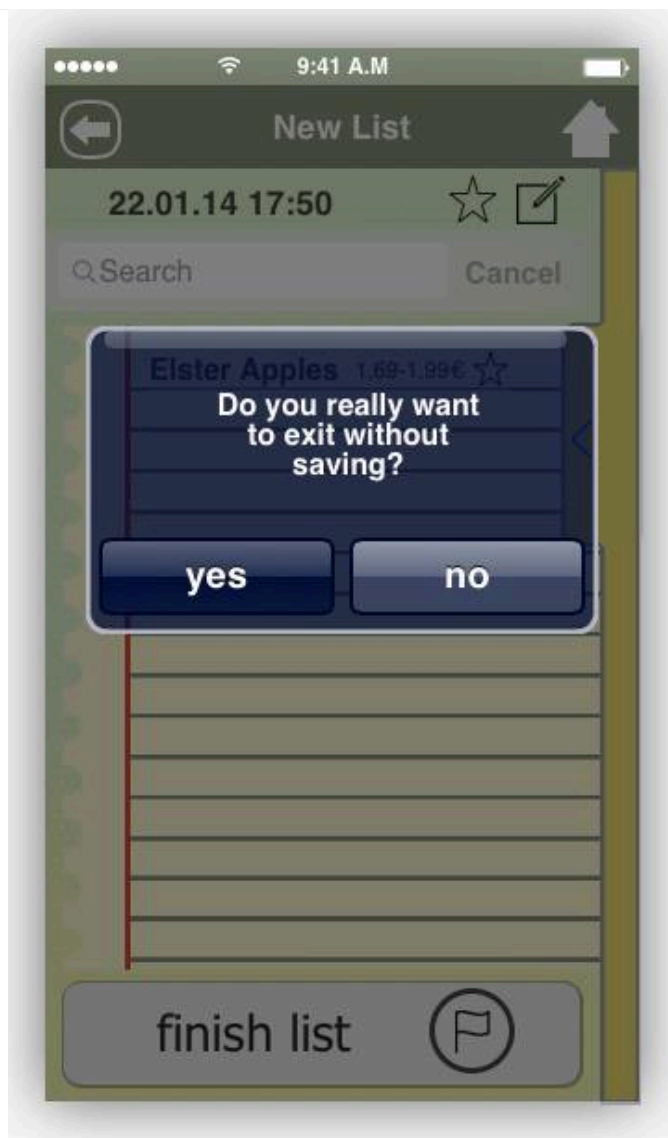 9:41 A.M
New List
22.01.14 17:50
Search
Cancel
Elster Apples 1,69-1,99€
Do you really want
to exit without
saving?
yes
no
finish list